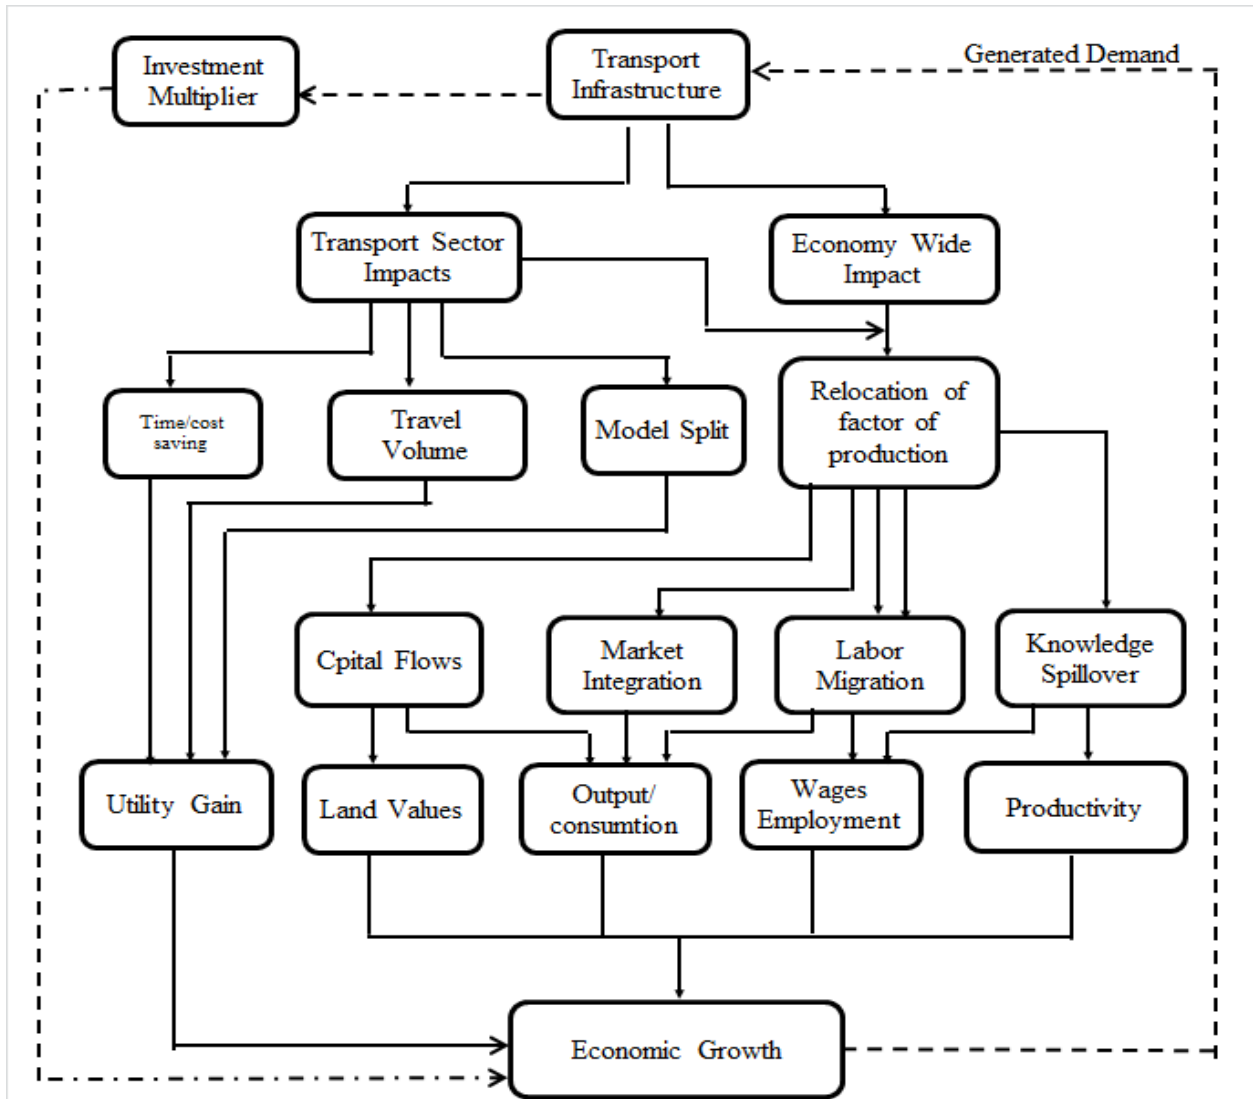 Investment
Multiplier
Transport
Infrastructure
Generated Demand
Transport Sector
Impacts
Economy Wide
Impact
Time/cost
saving
Travel
Volume
Model Split
Relocation of
factor of
production
Cpital Flows
Market
Integration
Labor
Migration
Knowledge
Spillover
Utility Gain
Land Values
Output/
consumtion
Wages
Employment
Productivity
Economic Growth